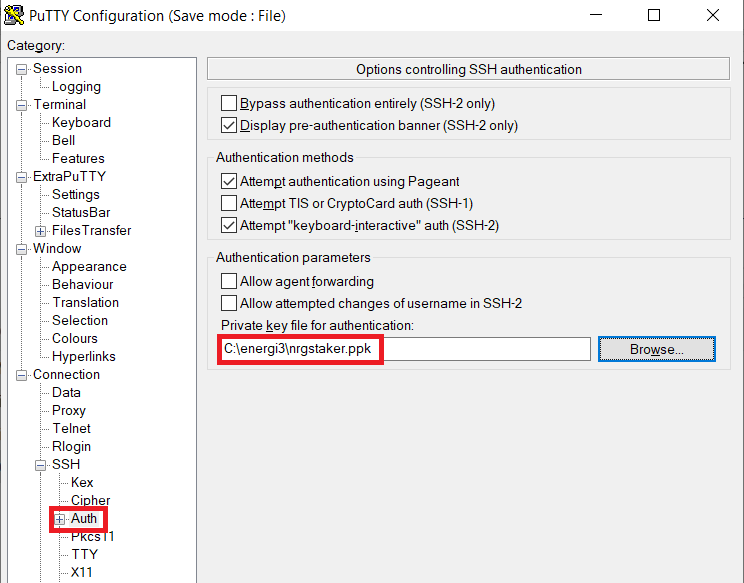 PuTTY Configuration (Save mode : File)
Category:
Session
Logging
Terminal
Keyboard
Bell
Features
ExtraPuTTY
Settings
StatusBar
FilesTransfer
Window
Appearance
Behaviour
Translation
Selection
Colours
Hyperlinks
Connection
Data
Proxy
Telnet
Rlogin
SSH
Kex
Cipher
Auth
Pkcs11
TTY
X11
Options controlling SSH authentication
Bypass authentication entirely (SSH-2 only)
Display pre-authentication banner (SSH-2 only)
Authentication methods
Attempt authentication using Pageant
Attempt TIS or CryptoCard auth (SSH-1)
Attempt "keyboard-interactive" auth (SSH-2)
Authentication parameters
Allow agent forwarding
Allow attempted changes of username in SSH-2
Private key file for authentication:
C:\energi3\nrgstaker.ppk
Browse...